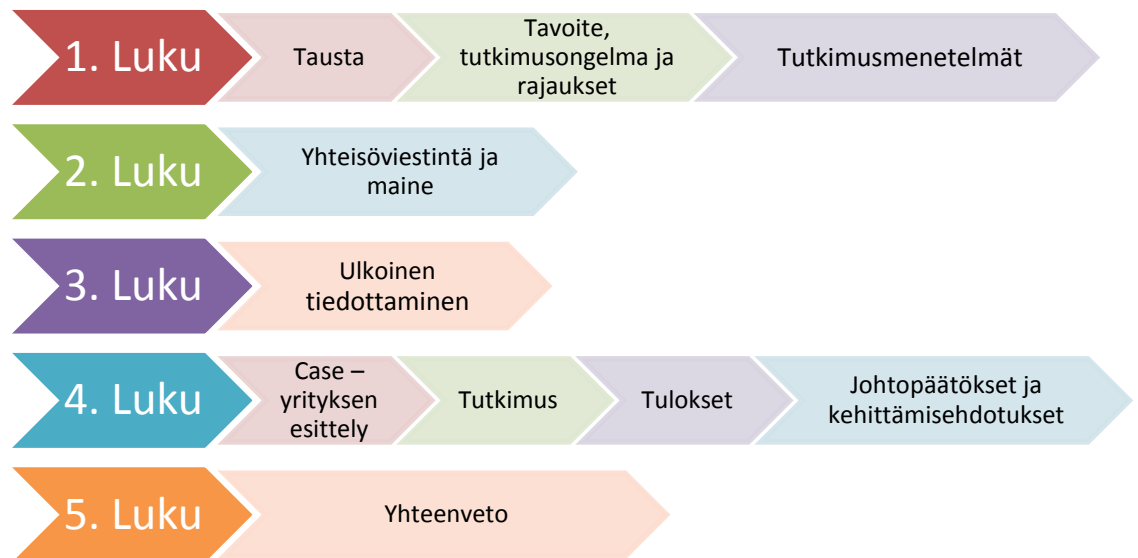 1. Luku
Tausta
Tavoite,
tutkimusongelma ja
rajaukset
Tutkimusmenetelmät
2. Luku
Yhteisöviestintä ja
maine
3. Luku
Ulkoinen
tiedottaminen
4. Luku
Case –
yrityksen
esittely
Tutkimus
Tulokset
Johtopäätökset ja
kehittämisehdotukset
5. Luku
Yhteenveto